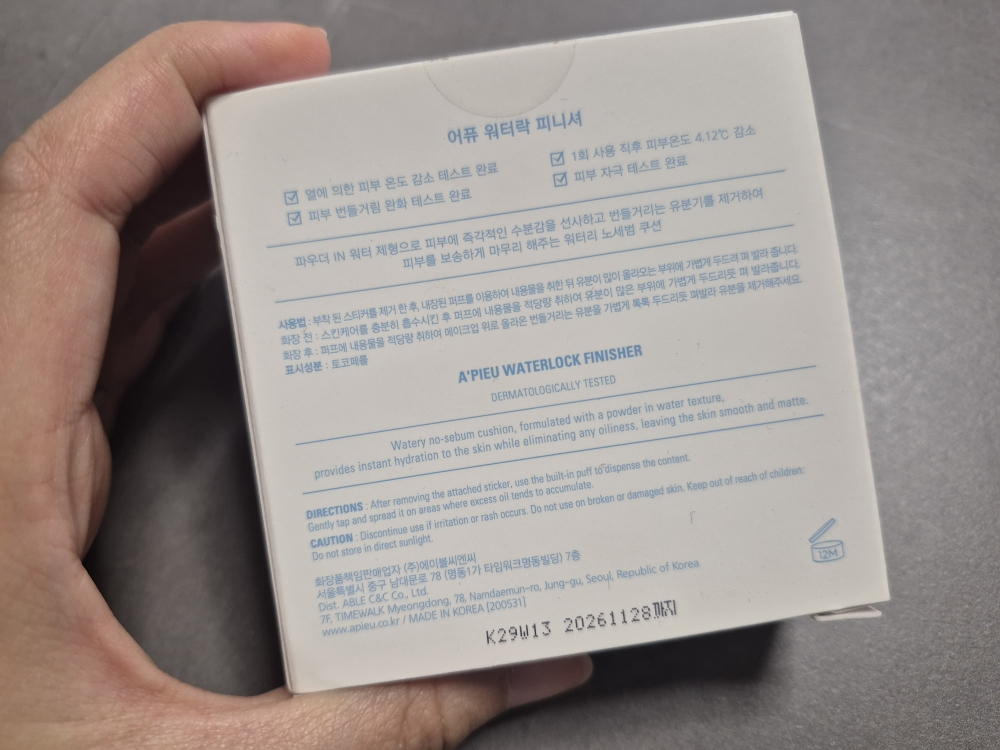 어퓨 워터락 피니셔
☑ 열에 의한 피부 온도 감소 테스트 완료 ☑ 1회 사용 직후 피부온도 4.12℃ 감소
☑ 피부 번들거림 완화 테스트 완료 ☑ 피부 자극 테스트 완료
파우더 IN 워터 제형으로 피부에 즉각적인 수분감을 선사하고 번들거리는 유분기를 제거하여
피부를 보송하게 마무리 해주는 워터리 노세범 쿠션
사용법 : 부착 된 스티커를 제거 한 후, 내장된 퍼프를 이용하여 내용물을 취한 뒤 유분이 많이 올라오는 부위에 가볍게 두드려 펴 발라 줍니다.
화장 전 : 스킨케어를 충분히 흡수시킨 후 퍼프에 내용물을 적당량 취하여 유분이 많은 부위에 가볍게 두드리듯 펴 발라줍니다.
화장 후 : 퍼프에 내용물을 적당량 취하여 메이크업 위로 올라온 번들거리는 유분을 가볍게 톡톡 두드리듯 펴발라 유분을 제거해주세요.
표시성분 : 토코페롤
A'PIEU WATERLOCK FINISHER
DERMATOLOGICALLY TESTED
Watery no-sebum cushion, formulated with a powder in water texture,
provides instant hydration to the skin while eliminating any oiliness, leaving the skin smooth and matte.
DIRECTIONS : After removing the attached sticker, use the built-in puff to dispense the content.
Gently tap and spread it on areas where excess oil tends to accumulate.
CAUTION : Discontinue use if irritation or rash occurs. Do not use on broken or damaged skin. Keep out of reach of children.
Do not store in direct sunlight.
화장품책임판매업자 (주)에이블씨엔씨
서울특별시 중구 남대문로 78 (명동1가 타임워크명동빌딩) 7층
Dist. ABLE C&C Co., Ltd.
7F, TIMEWALK Myeongdong, 78, Namdaemun-ro, Jung-gu, Seoul, Republic of Korea
www.apieu.co.kr / MADE IN KOREA [200531]
12M
K29W13 20261128까지